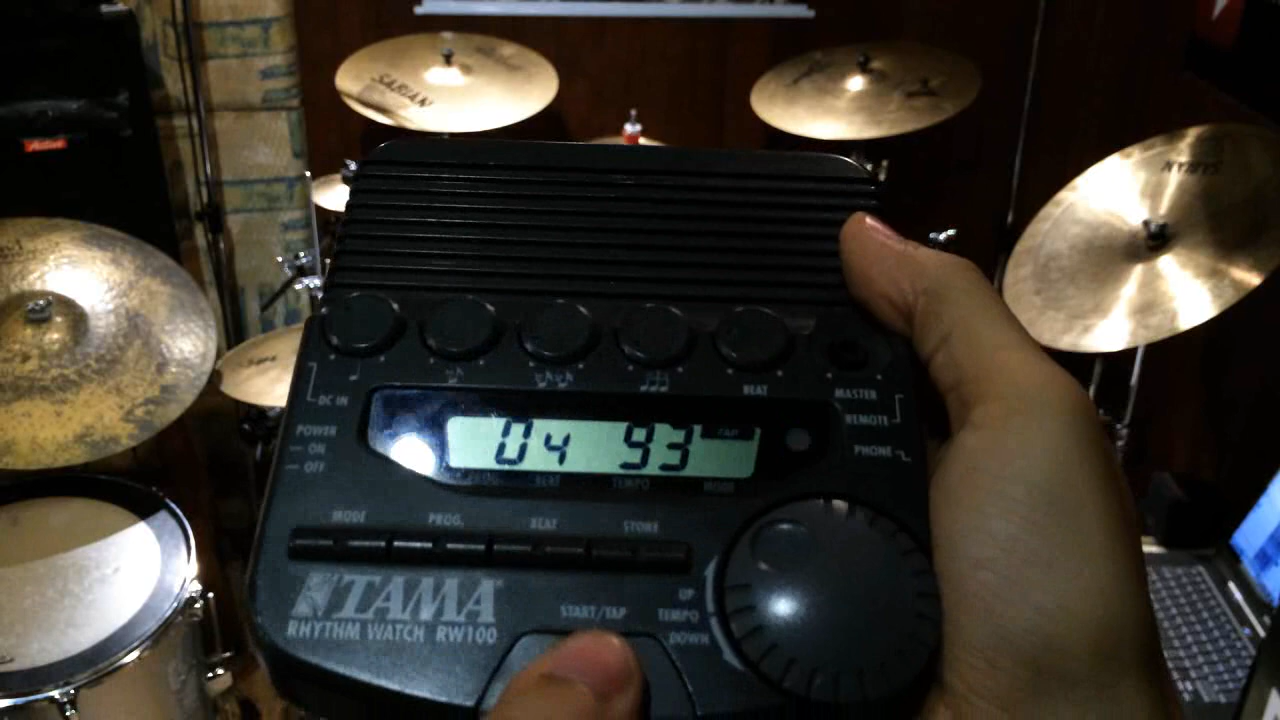 SABIAN
SABIAN
BEAT
MASTER
DC IN
REMOTE
POWER
PHONE
ON
OFF
04 93
TAP
PROG. BEAT TEMPO
MODE PROG. BEAT STORE
TAMA
RHYTHM WATCH RW100
START/TAP
UP
TEMPO
DOWN